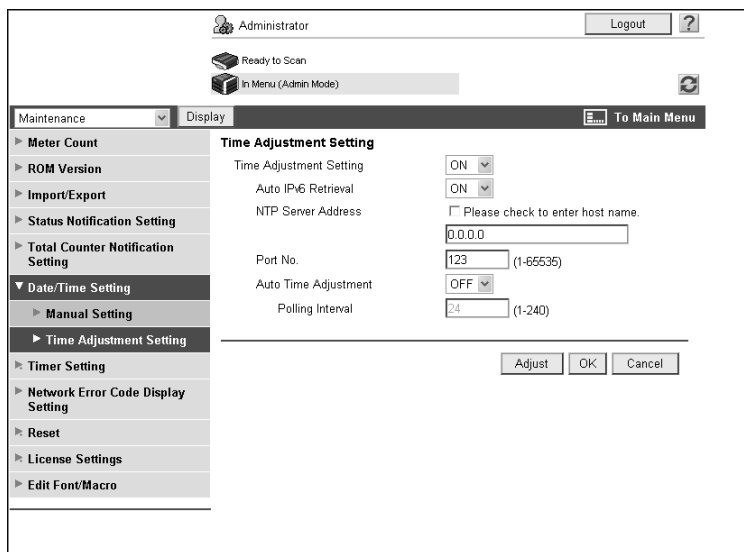 Administrator
Logout
?
Ready to Scan
In Menu (Admin Mode)
Maintenance
Display
To Main Menu
Meter Count
ROM Version
Import/Export
Status Notification Setting
Total Counter Notification
Setting
Date/Time Setting
Manual Setting
Time Adjustment Setting
Timer Setting
Network Error Code Display
Setting
Reset
License Settings
Edit Font/Macro
Time Adjustment Setting
Time Adjustment Setting ON
Auto IPv6 Retrieval ON
NTP Server Address Please check to enter host name.
0.0.0.0
Port No. 123 (1-65535)
Auto Time Adjustment OFF
Polling Interval 24 (1-240)
Adjust OK Cancel